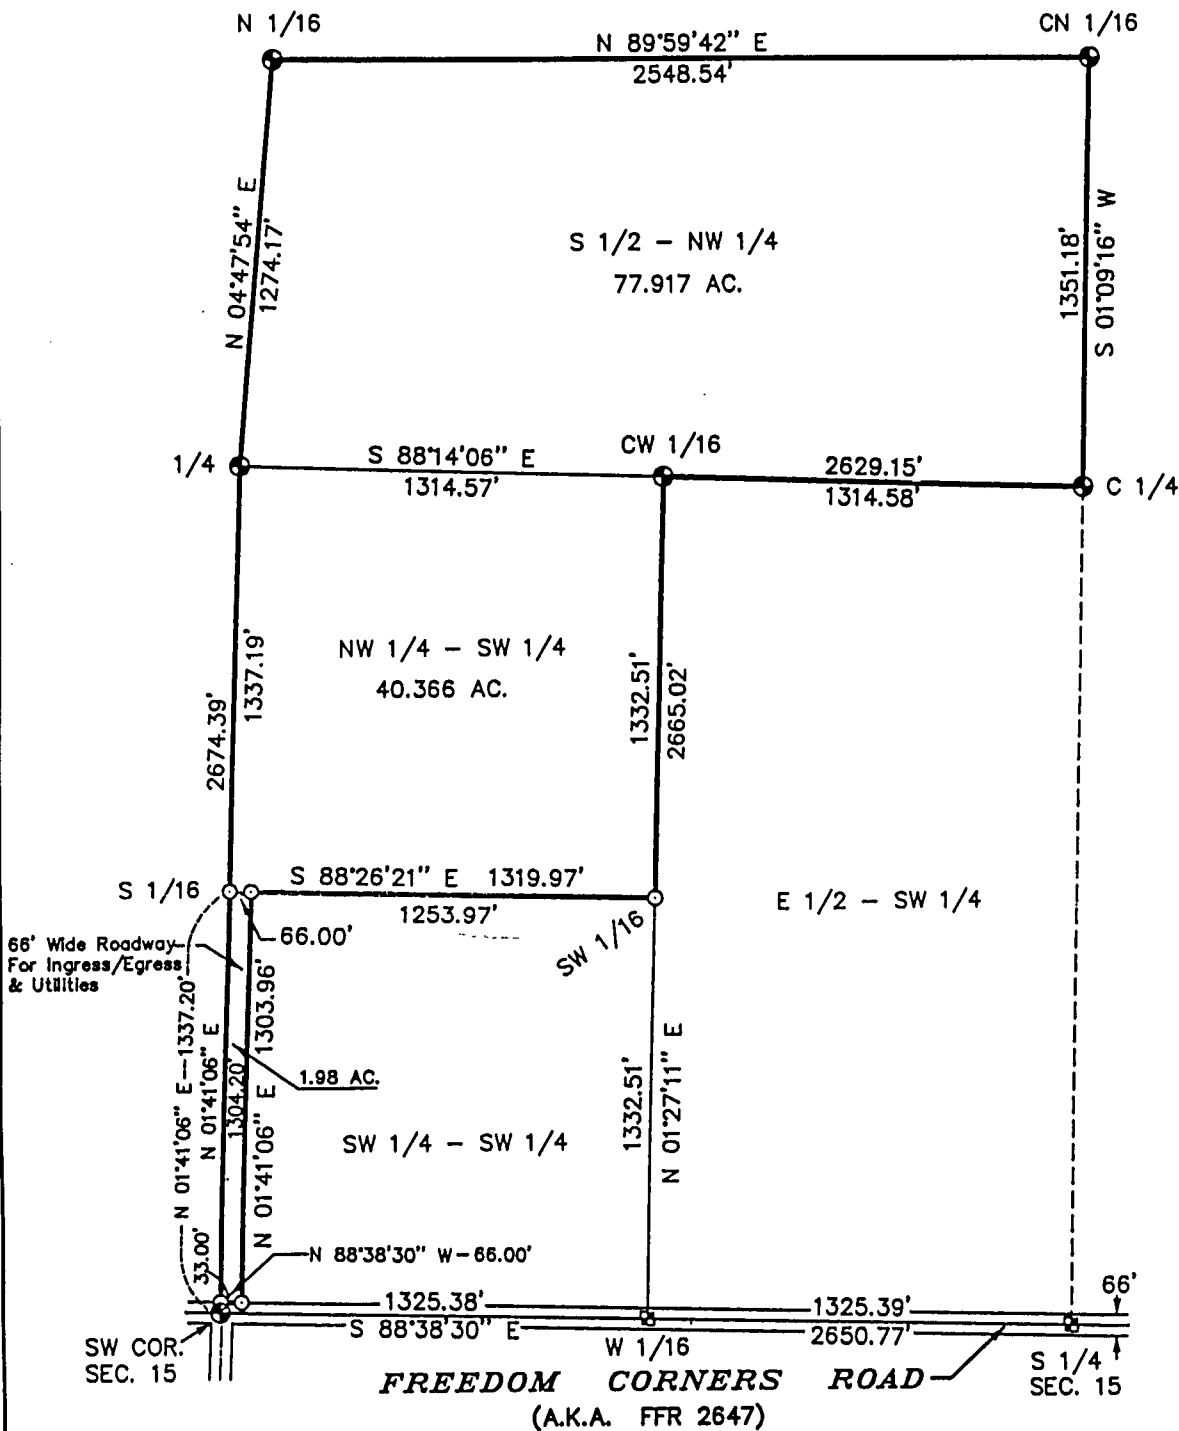 N 1/16
CN 1/16
N 89°59'42" E
2548.54'
N 04°47'54" E
1274.17'
S 1/2 - NW 1/4
77.917 AC.
1351.18'
S 01°09'16" W
1/4
S 88°14'06" E
1314.57'
CW 1/16
2629.15'
1314.58'
C 1/4
2674.39'
1337.19'
NW 1/4 - SW 1/4
40.366 AC.
1332.51'
2665.02'
S 1/16
S 88°26'21" E 1319.97'
1253.97'
SW 1/16
E 1/2 - SW 1/4
66.00'
66' Wide Roadway
For Ingress/Egress
& Utilities
N 01°41'06" E--1337.20'
N 01°41'06" E
1304.20'
N 01°41'06" E 1303.96'
1.98 AC.
SW 1/4 - SW 1/4
1332.51'
N 01°27'11" E
33.00'
N 88°38'30" W-66.00'
1325.38'
S 88°38'30" E
1325.39'
2650.77'
66'
SW COR.
SEC. 15
W 1/16
S 1/4
SEC. 15
FREEDOM CORNERS ROAD
(A.K.A. FFR 2647)